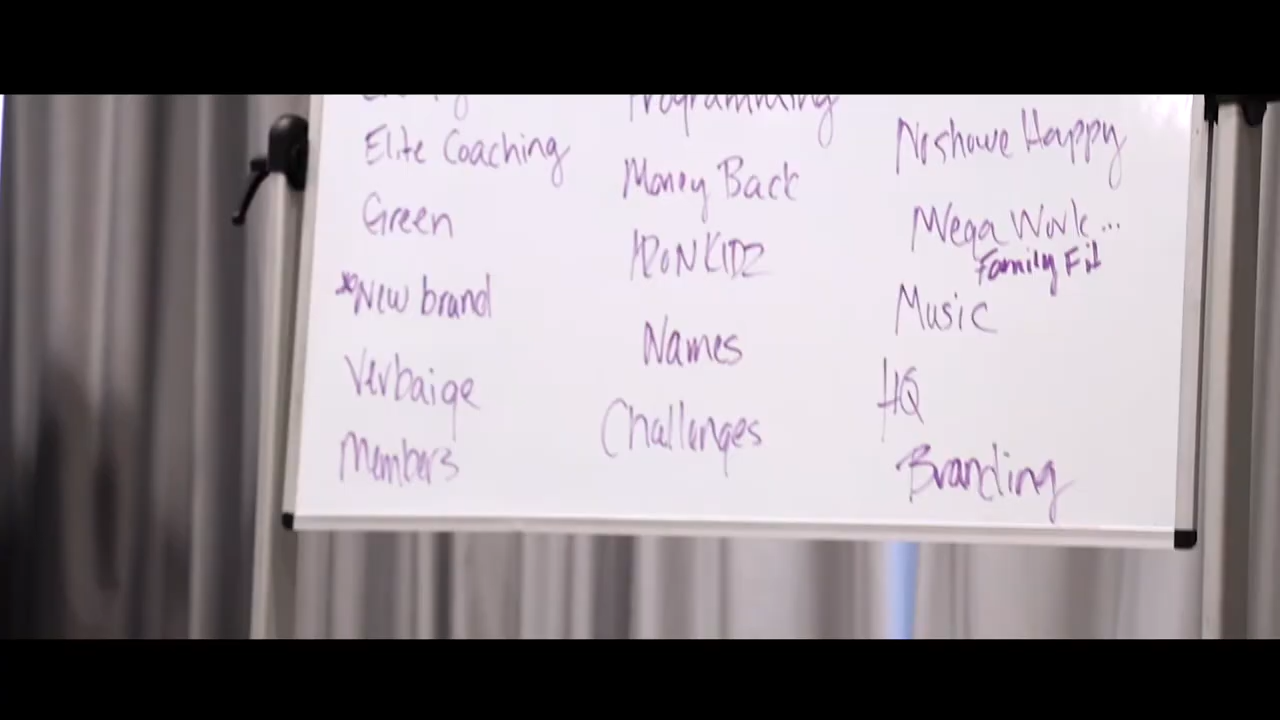 Programming
Elite Coaching
Green
*New brand
Verbaige
Members
Money Back
IRONKIDZ
Names
Challenges
Noshowe Happy
Mega Work...
Family Fit
Music
HQ
Branding